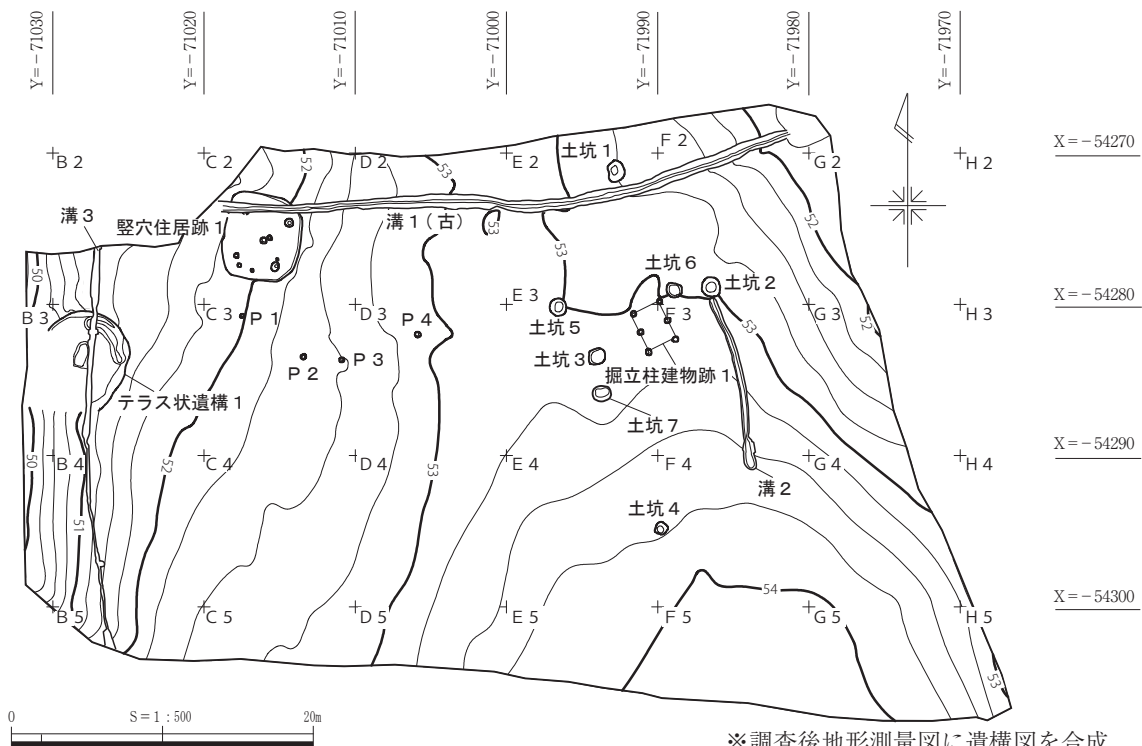 Y=－71030
Y=－71020
Y=－71010
Y=－71000
Y=－71990
Y=－71980
Y=－71970
X=－54270
X=－54280
X=－54290
X=－54300
B 2
C 2
D 2
E 2
F 2
G 2
H 2
土坑 1
52
53
溝 3
竪穴住居跡 1
溝 1 (古)
53
53
52
50
土坑 6
土坑 2
B 3
C 3
D 3
E 3
F 3
G 3
H 3
P 1
P 4
土坑 5
53
52
P 2
P 3
土坑 3
掘立柱建物跡 1
テラス状遺構 1
土坑 7
50
B 4
C 4
D 4
E 4
F 4
G 4
H 4
52
53
溝 2
51
土坑 4
54
B 5
C 5
D 5
E 5
F 5
G 5
H 5
53
0
S = 1 : 500
20m
※調査後地形測量図に遺構図を合成